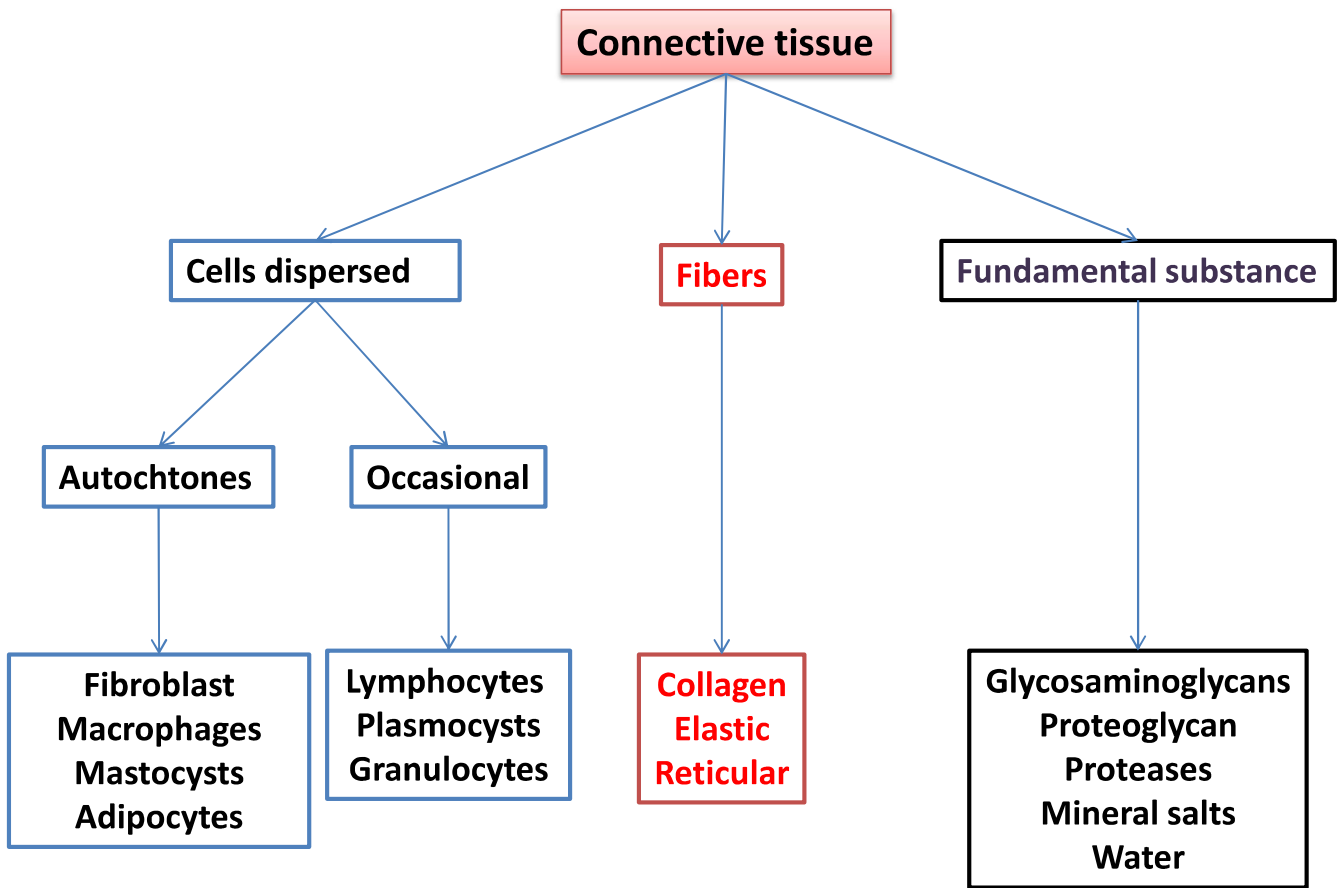 Connective tissue
Cells dispersed
Fibers
Fundamental substance
Autochtones
Occasional
Fibroblast
Macrophages
Mastocysts
Adipocytes
Lymphocytes
Plasmocysts
Granulocytes
Collagen
Elastic
Reticular
Glycosaminoglycans
Proteoglycan
Proteases
Mineral salts
Water